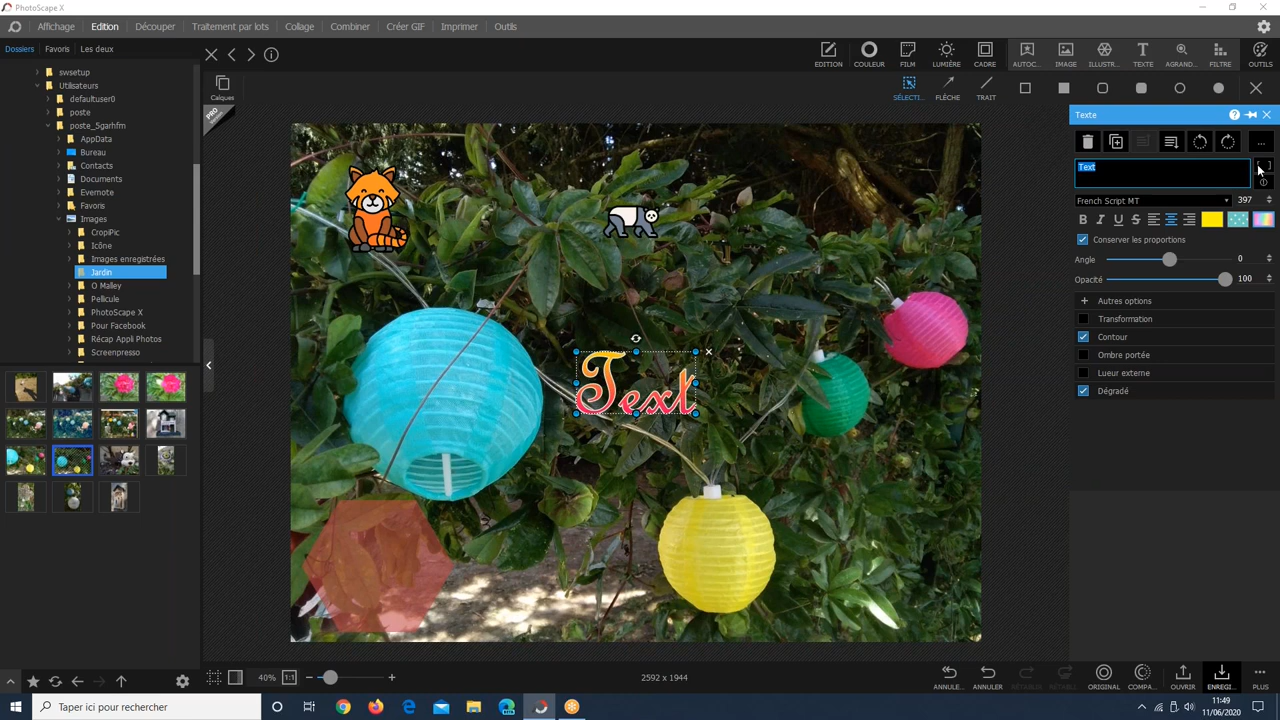 PhotoScape X
Affichage Edition Découper Traitement par lots Collage Combiner Créer GIF Imprimer Outils
Dossiers Favoris Les deux
EDITION COULEUR FILM LUMIÈRE CADRE AUTOC... IMAGE ILLUSTR... TEXTE AGRAND... FILTRE OUTILS
Calques SÉLECTI... FLÉCHE TRAIT
PRO
swsetup
Utilisateurs
defaultuser0
poste
poste_5garhfm
AppData
Bureau
Contacts
Documents
Evernote
Favoris
Images
CropiPic
Icône
Images enregistrées
Jardin
O Malley
Pellicule
PhotoScape X
Pour Facebook
Récap Appli Photos
Screenpresso
Text
Texte
...
Text
French Script MT 397
B I U S
Conserver les proportions
Angle 0
Opacité 100
Autres options
Transformation
Contour
Ombre portée
Lueur externe
Dégradé
40% 1:1 2592 x 1944
ANNULE... ANNULER RÉTABLIR RÉTABL... ORIGINAL COMPA... OUVRIR ENREGI... PLUS
Taper ici pour rechercher
11:49
11/06/2020